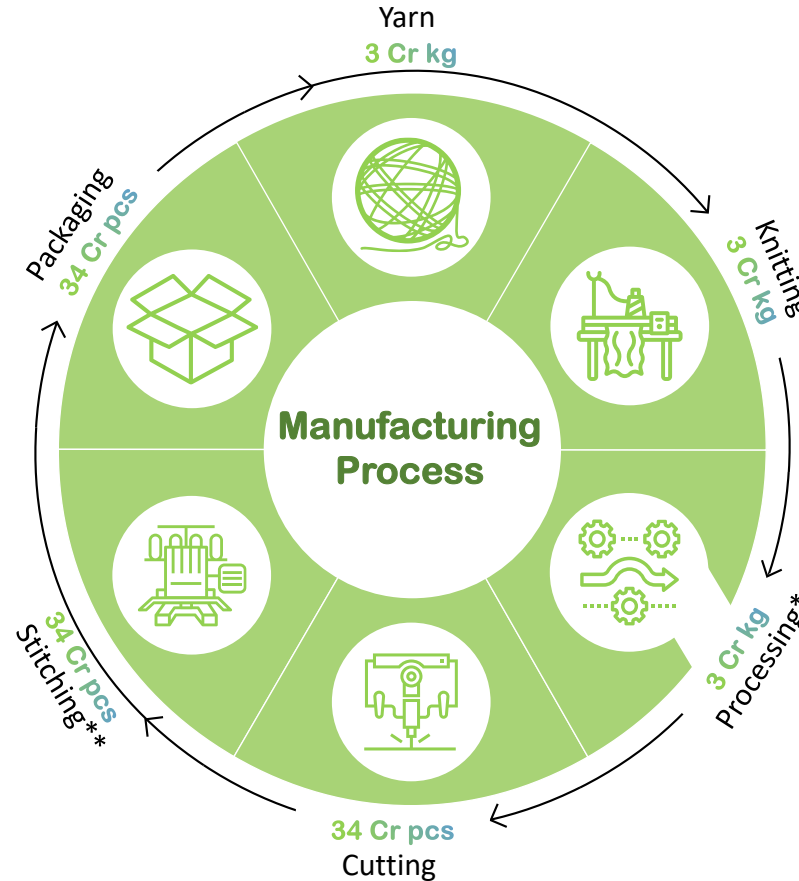 Yarn
3 Cr kg
Knitting
3 Cr kg
3 Cr kg
Processing*
34 Cr pcs
Cutting
34 Cr pcs
Stitching**
Packaging
34 Cr pcs
Manufacturing
Process